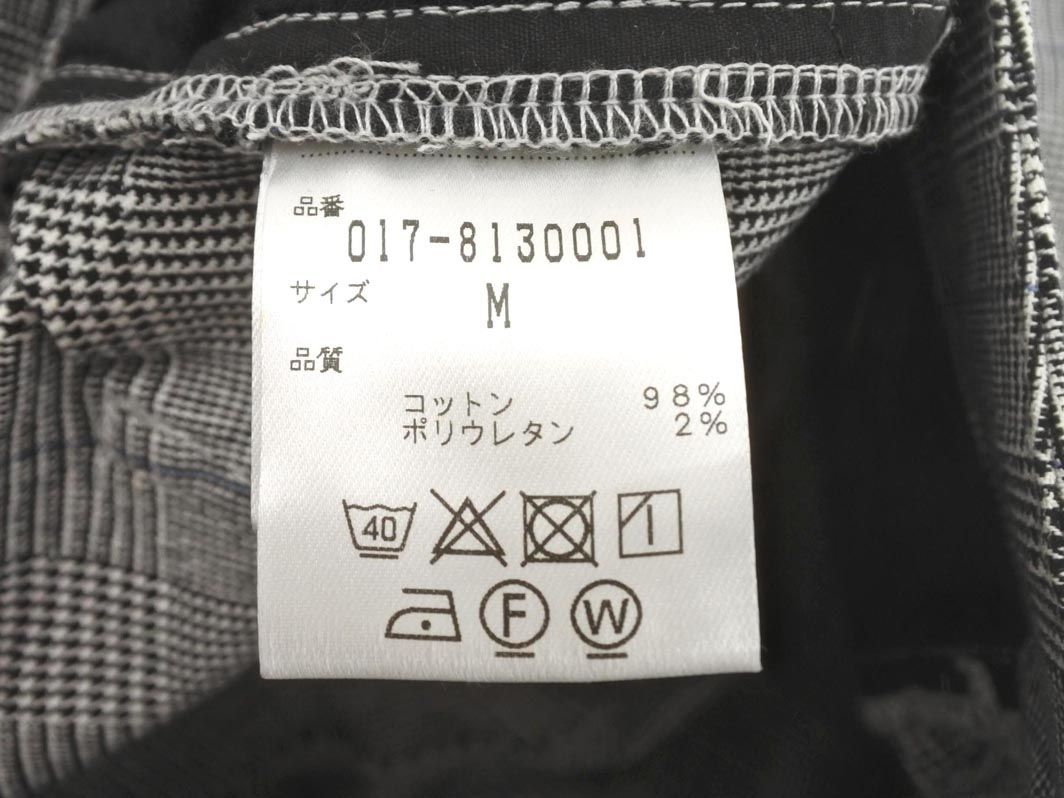 品番
017-8130001
サイズ
M
品質
コットン 98%
ポリウレタン 2%
40
F W